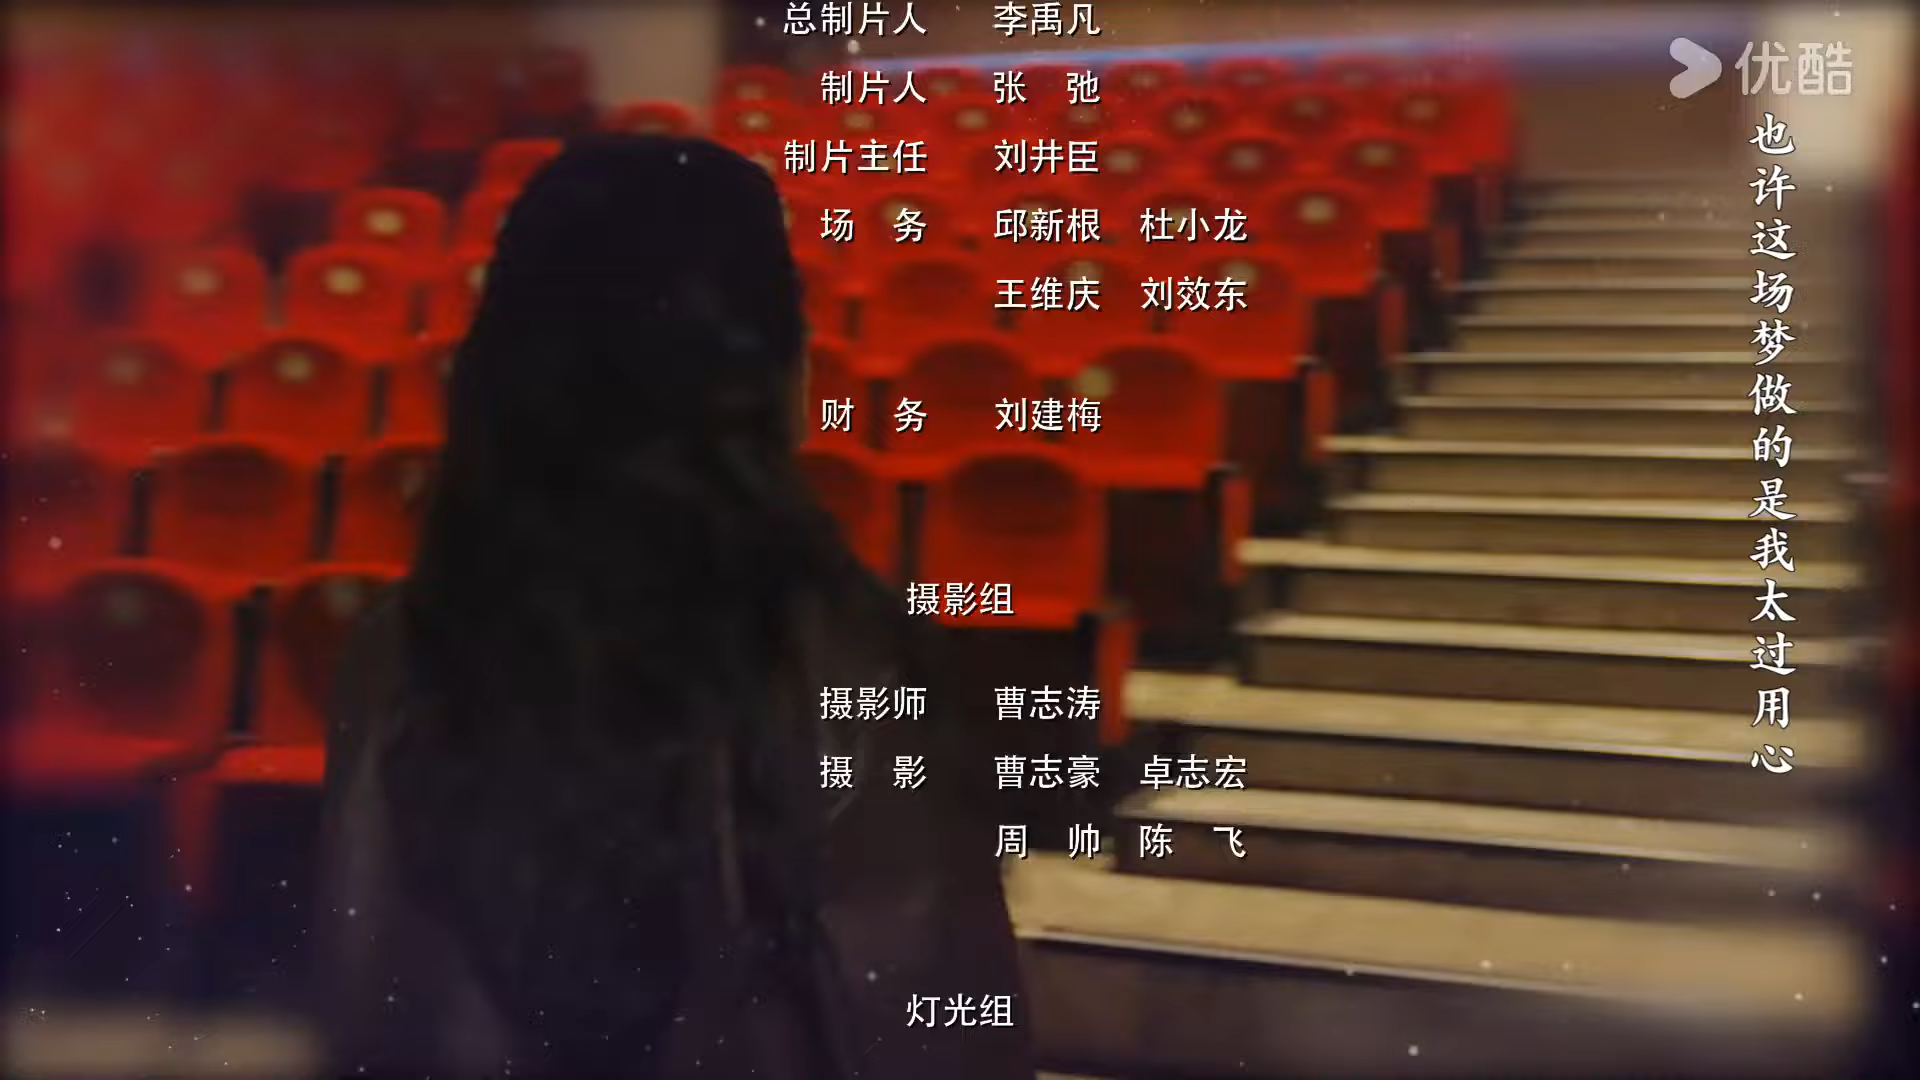 总制片人 李禹凡
制片人 张 弛
制片主任 刘井臣
场 务 邱新根 杜小龙
王维庆 刘效东
财 务 刘建梅
摄影组
摄影师 曹志涛
摄 影 曹志豪 卓志宏
周 帅 陈 飞
灯光组
优酷
也许这场梦做的是我太过用心